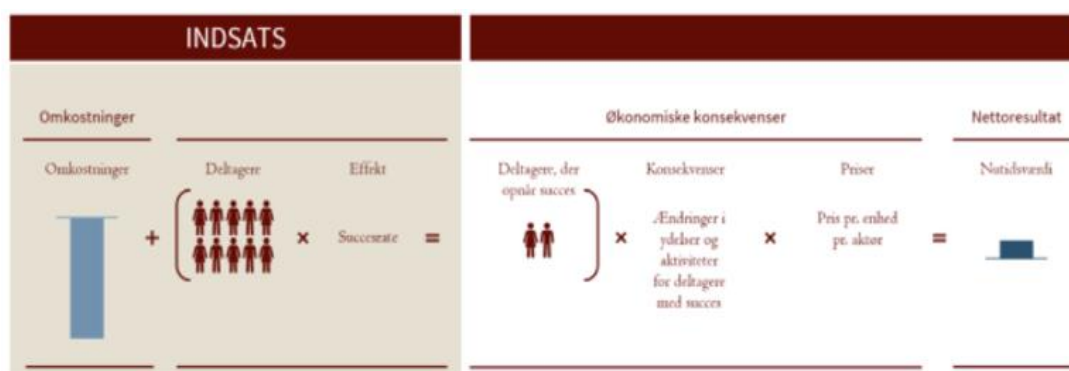 INDSATS
Omkostninger
Økonomiske konsekvenser
Nettoresultat
Omkostninger
Deltagere
Effekt
Deltagere, der
opnår succes
Konsekvenser
Priser
Nutidsværdi
+
×
Succesrate
=
×
Ændringer i
ydelser og
aktiviteter
for deltagere
med succes
×
Pris pr. enhed
pr. aktør
=